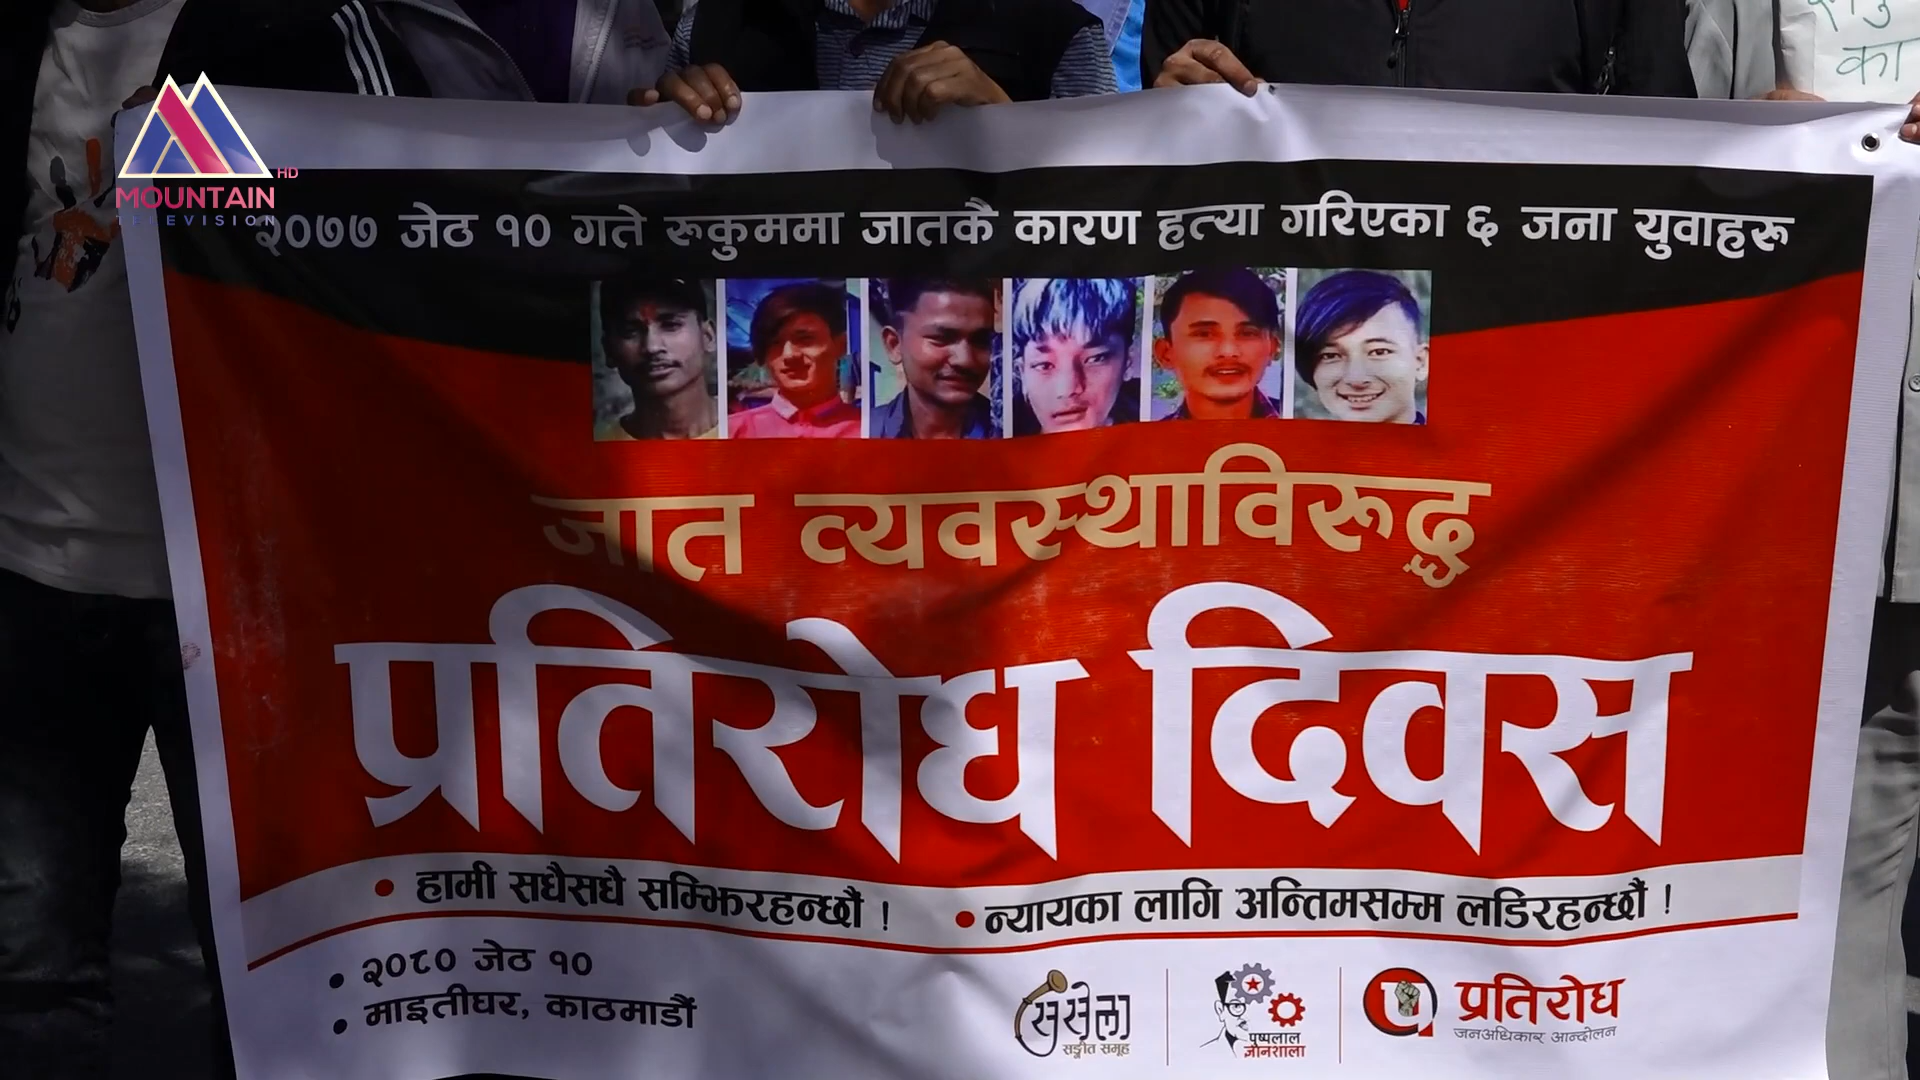 MOUNTAIN HD
TELEVISION
२०७७ जेठ १० गते रुकुममा जातकै कारण हत्या गरिएका ६ जना युवाहरू
जात व्यवस्थाविरुद्ध
प्रतिरोध दिवस
• हामी सधैसधै सम्झिरहन्छौं ! • न्यायका लागि अन्तिमसम्म लडिरहन्छौं !
• २०८० जेठ १०
• माइतीघर, काठमाडौं
ससेला
सङ्गीत समूह
पुष्पलाल
ज्ञानशाला
प्रतिरोध
जनअधिकार आन्दोलन
का